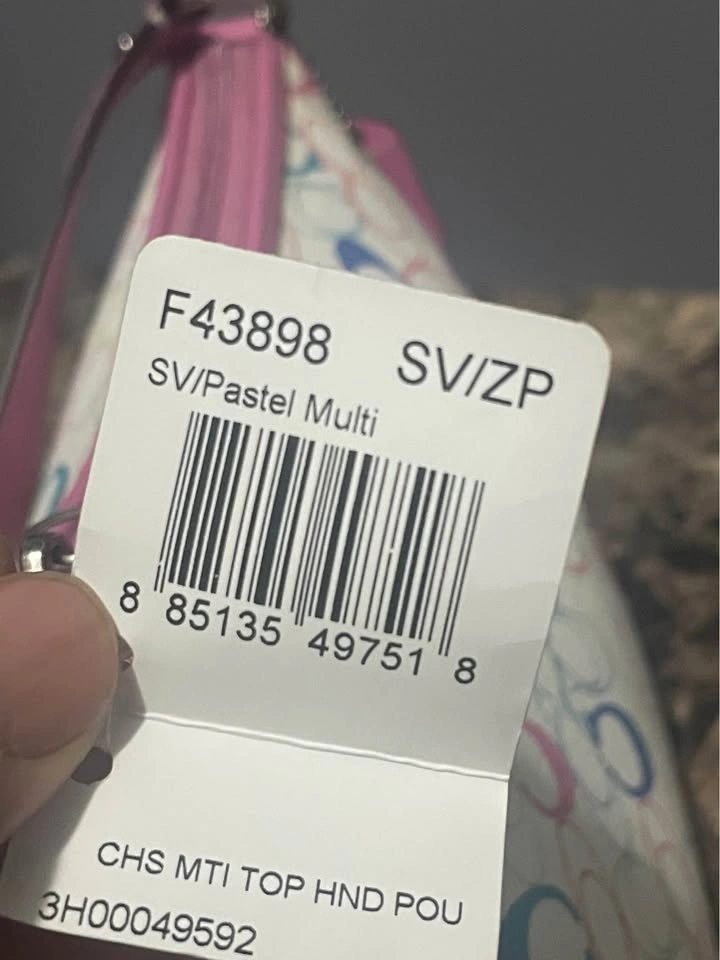 F43898 SV/ZP
SV/Pastel Multi
8 85135 49751 8
CHS MTI TOP HND POU
3H00049592